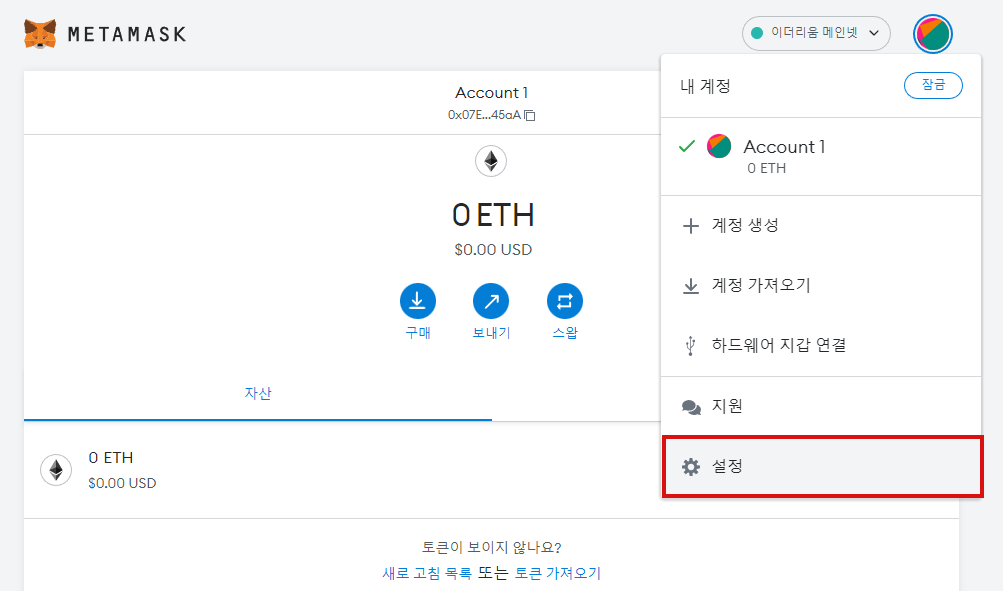 METAMASK
이더리움 메인넷
Account 1
0x07E...45aA
0 ETH
$0.00 USD
구매
보내기
스왑
자산
0 ETH
$0.00 USD
토큰이 보이지 않나요?
새로 고침 목록 또는 토큰 가져오기
내 계정
잠금
Account 1
0 ETH
계정 생성
계정 가져오기
하드웨어 지갑 연결
지원
설정